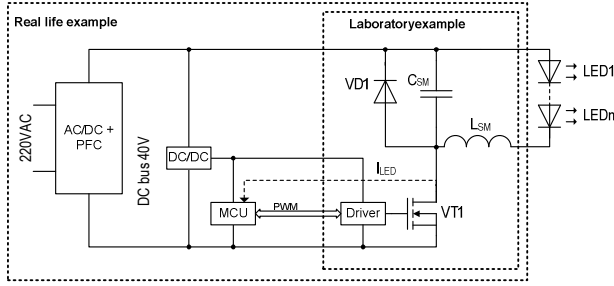 Real life example
Laboratoryexample
220VAC
AC/DC +
PFC
DC bus 40V
DC/DC
VD1
CSM
LED1
LEDn
LSM
ILED
MCU
PWM
Driver
VT1